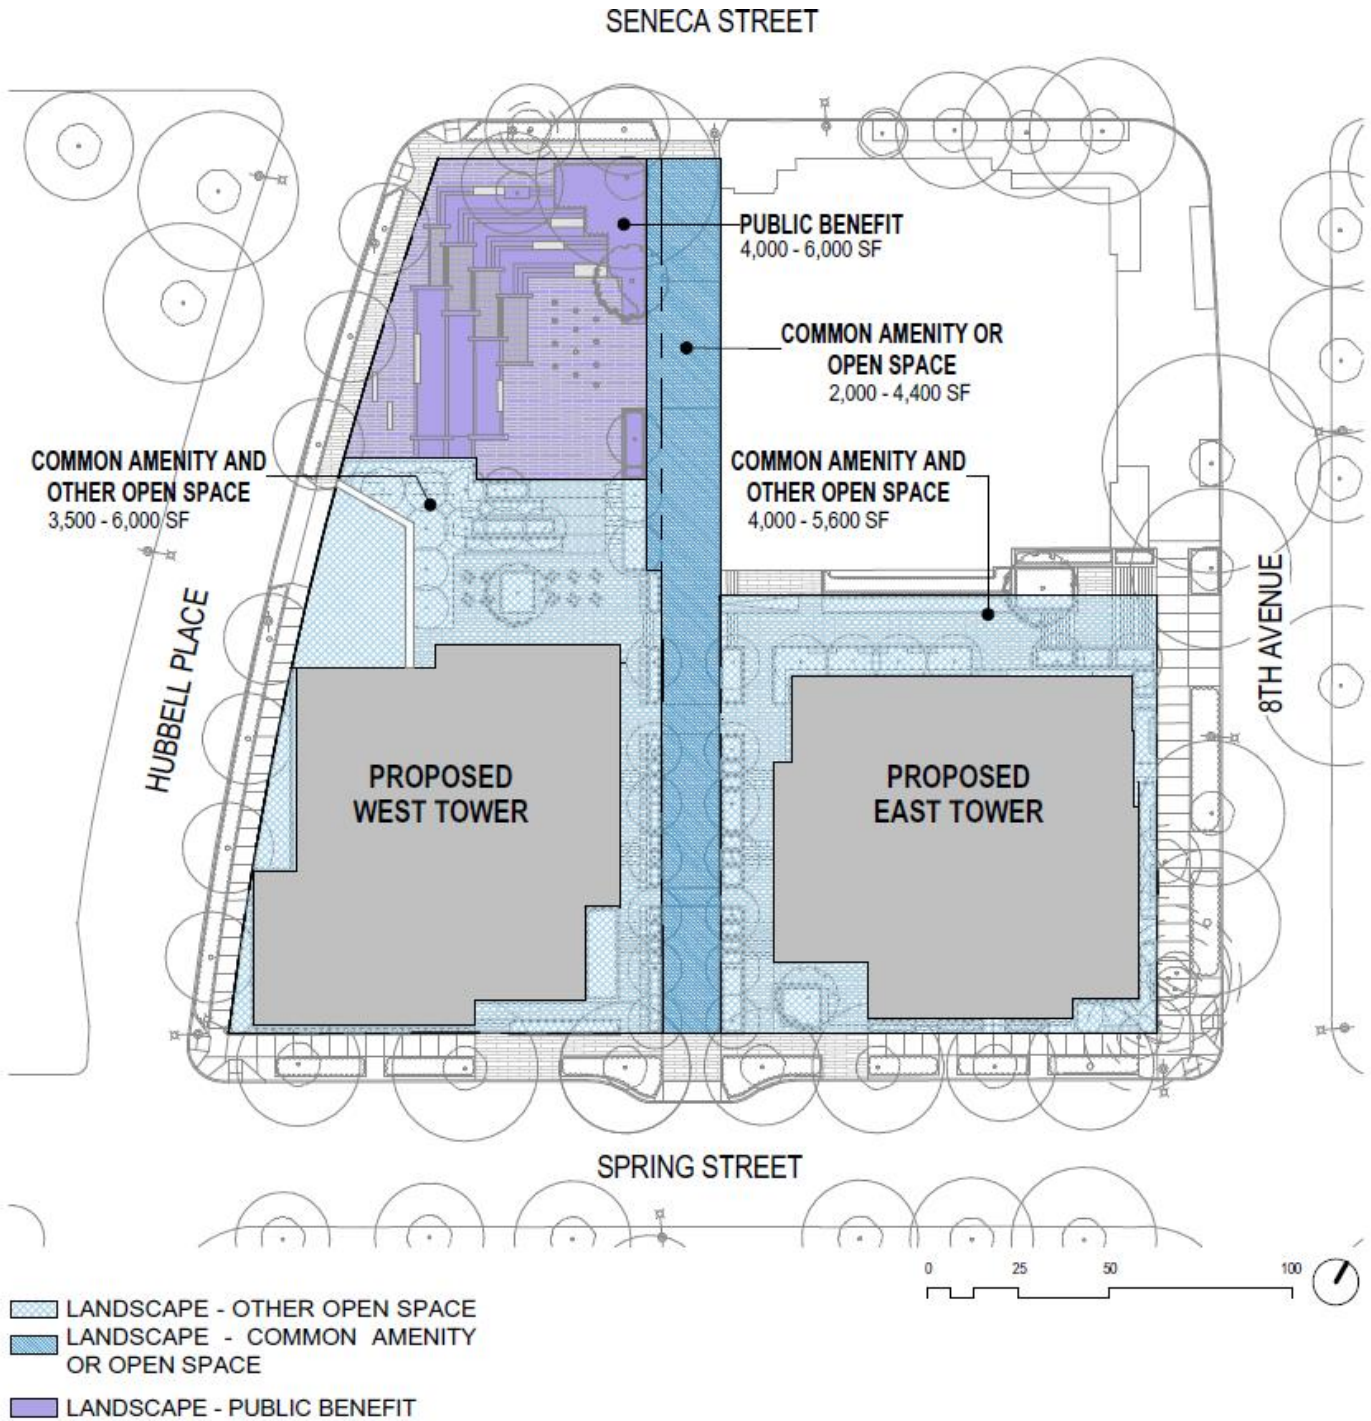 SENECA STREET
PUBLIC BENEFIT
4,000 - 6,000 SF
COMMON AMENITY OR
OPEN SPACE
2,000 - 4,400 SF
COMMON AMENITY AND
OTHER OPEN SPACE
3,500 - 6,000 SF
COMMON AMENITY AND
OTHER OPEN SPACE
4,000 - 5,600 SF
HUBBELL PLACE
8TH AVENUE
PROPOSED
WEST TOWER
PROPOSED
EAST TOWER
SPRING STREET
0 25 50 100
LANDSCAPE - OTHER OPEN SPACE
LANDSCAPE - COMMON AMENITY
OR OPEN SPACE
LANDSCAPE - PUBLIC BENEFIT